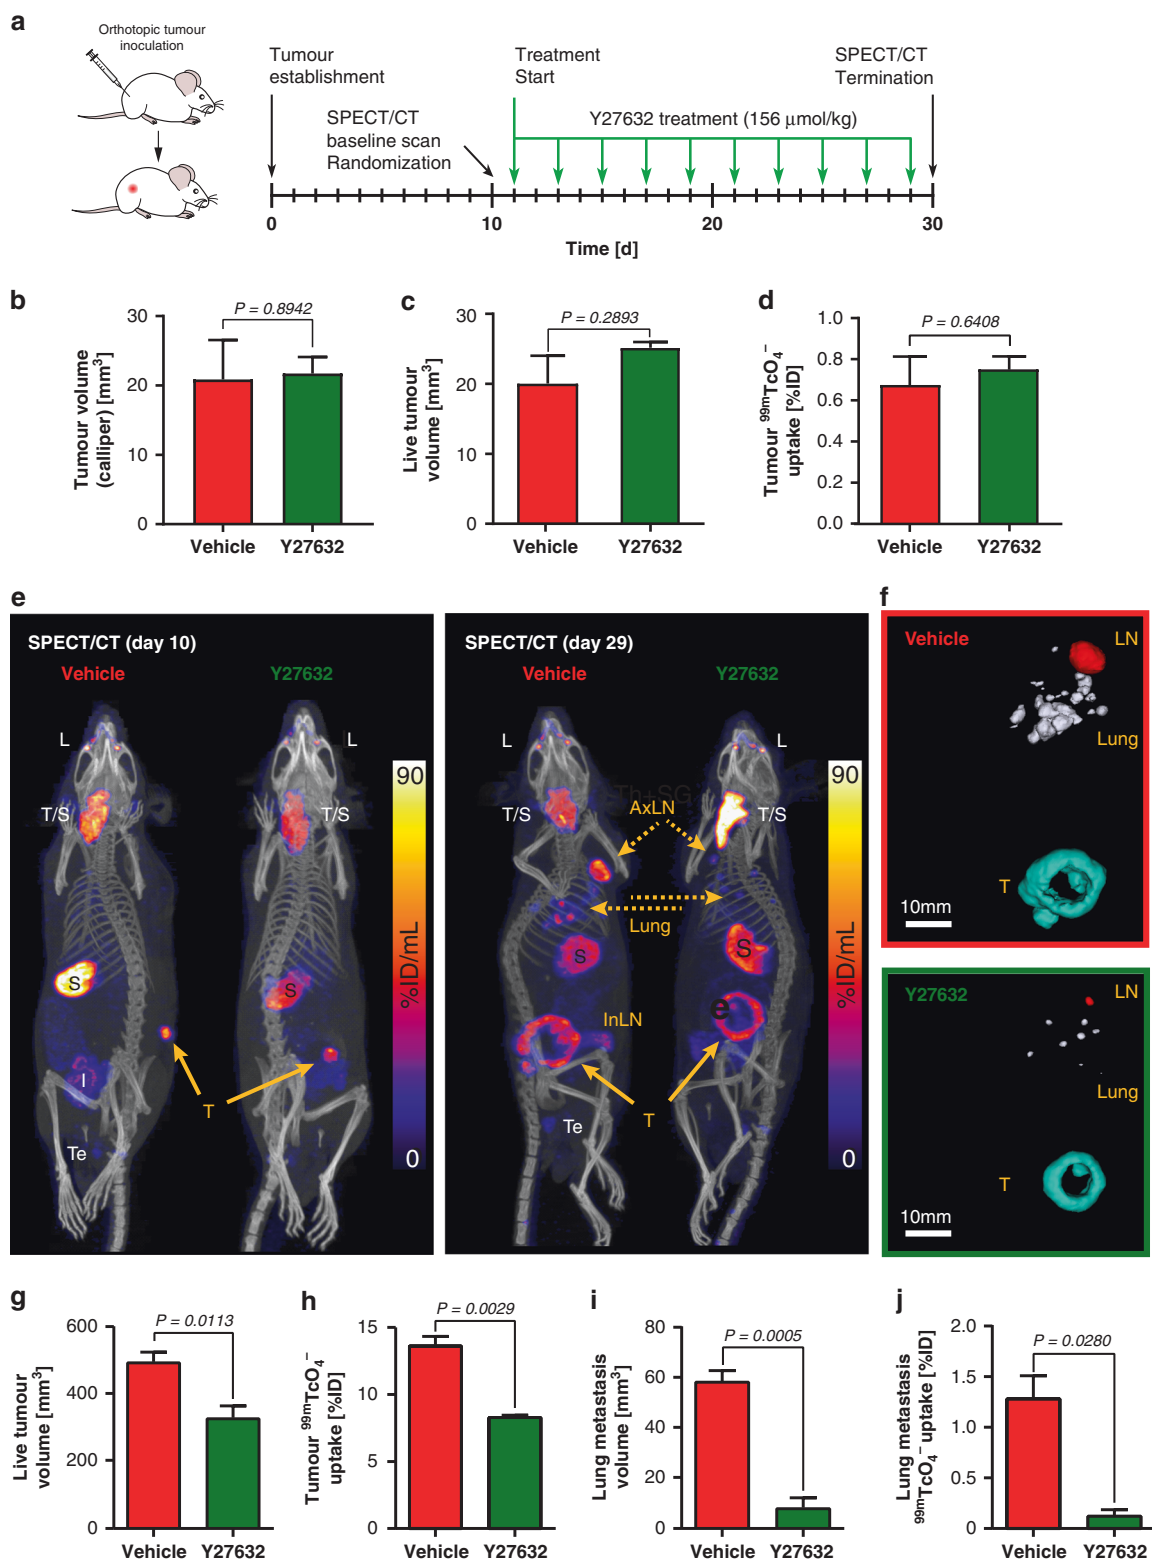 a
Orthotopic tumour
inoculation
Tumour
establishment
SPECT/CT
baseline scan
Randomization
Treatment
Start
Y27632 treatment (156 μmol/kg)
SPECT/CT
Termination
0
10
20
30
Time [d]
b
Tumour volume
(calliper) [mm³]
30
20
10
0
P = 0.8942
Vehicle
Y27632
c
Live tumour
volume [mm³]
30
20
10
0
P = 0.2893
Vehicle
Y27632
d
Tumour ⁹⁹ᵐTcO₄⁻
uptake [%ID]
1.0
0.8
0.6
0.4
0.2
0.0
P = 0.6408
Vehicle
Y27632
e
SPECT/CT (day 10)
Vehicle
Y27632
L
L
T/S
T/S
S
S
I
T
Te
90
%ID/mL
0
SPECT/CT (day 29)
Vehicle
Y27632
L
L
Th+SG
T/S
AxLN
T/S
Lung
S
S
e
InLN
T
Te
90
%ID/mL
0
f
Vehicle
LN
Lung
T
10mm
Y27632
LN
Lung
T
10mm
g
Live tumour
volume [mm³]
600
400
200
0
P = 0.0113
Vehicle
Y27632
h
Tumour ⁹⁹ᵐTcO₄⁻
uptake [%ID]
15
10
5
0
P = 0.0029
Vehicle
Y27632
i
Lung metastasis
volume [mm³]
80
60
40
20
0
P = 0.0005
Vehicle
Y27632
j
Lung metastasis
⁹⁹ᵐTcO₄⁻ uptake [%ID]
2.0
1.5
1.0
0.5
0
P = 0.0280
Vehicle
Y27632